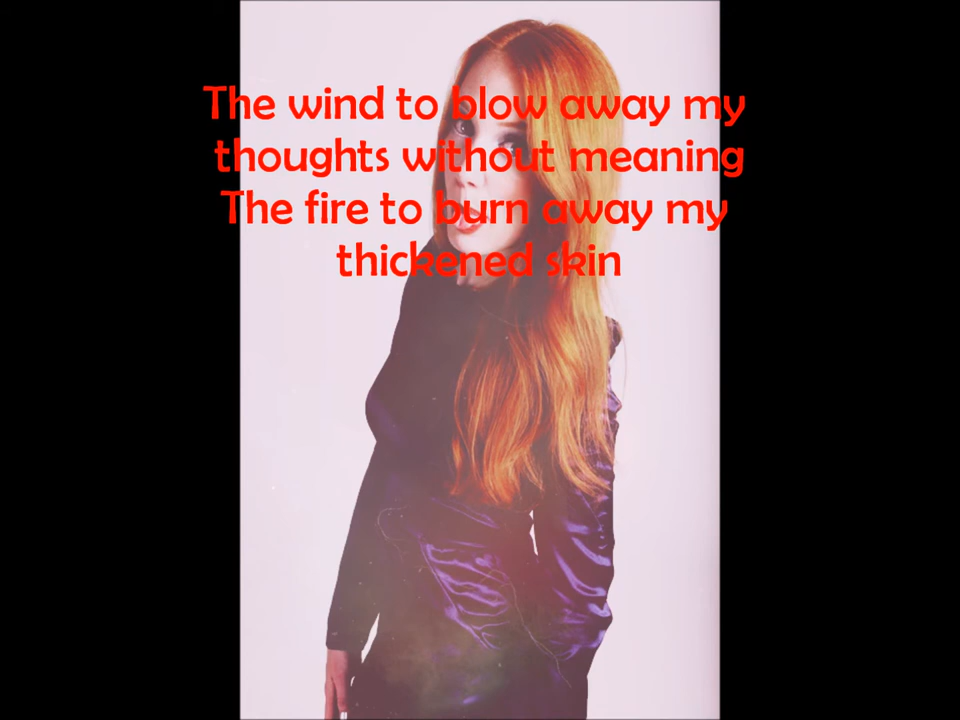 The wind to blow away my
thoughts without meaning
The fire to burn away my
thickened skin